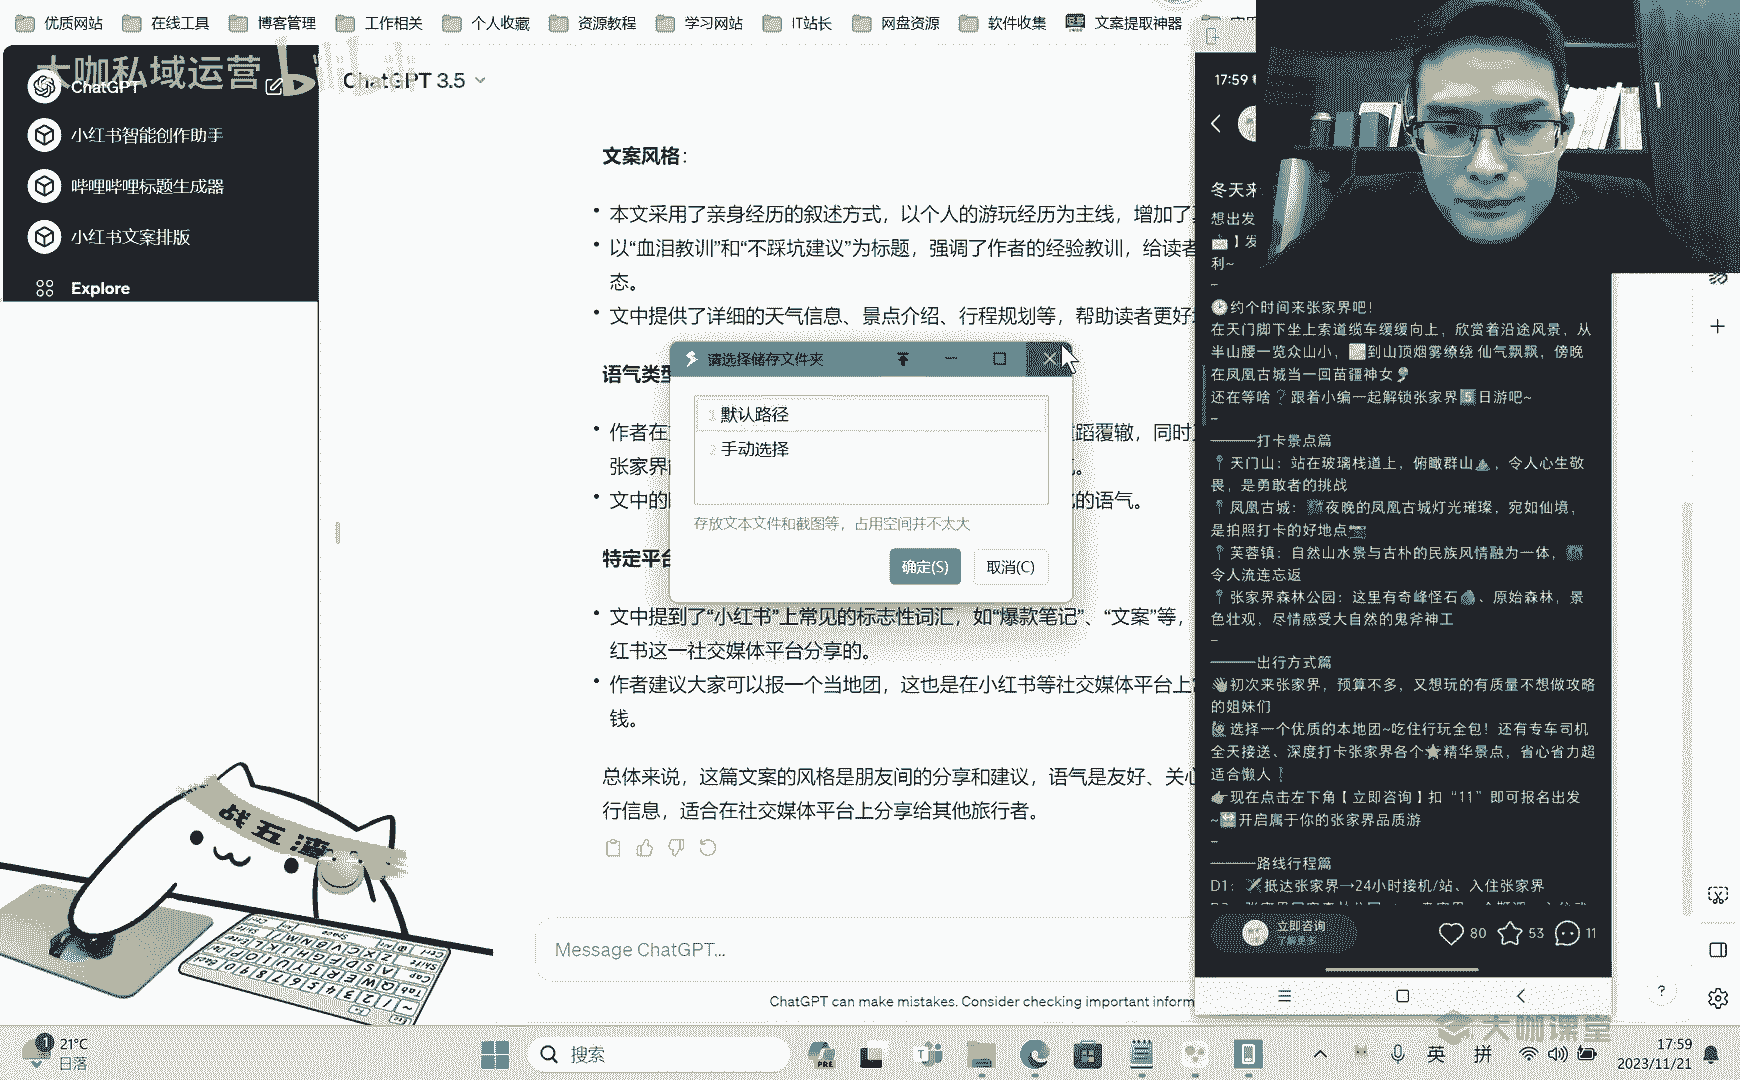 优质网站
在线工具
博客管理
工作相关
个人收藏
资源教程
学习网站
IT站长
网盘资源
软件收集
文案提取神器
大咖私域运营
ChatGPT
小红书智能创作助手
哔哩哔哩标题生成器
小红书文案排版
Explore
ChatGPT 3.5
文案风格：
本文采用了亲身经历的叙述方式，以个人的游玩经历为主线，增加了
以“血泪教训”和“不踩坑建议”为标题，强调了作者的经验教训，给读者
态。
文中提供了详细的天气信息、景点介绍、行程规划等，帮助读者更好
语气类型
作者在
蹈覆辙，同时
张家界
文中的
的语气。
特定平台
文中提到了“小红书”上常见的标志性词汇，如“爆款笔记”、“文案”等，
红书这一社交媒体平台分享的。
作者建议大家可以报一个当地团，这也是在小红书等社交媒体平台上
钱。
总体来说，这篇文案的风格是朋友间的分享和建议，语气是友好、关心
行信息，适合在社交媒体平台上分享给其他旅行者。
请选择储存文件夹
1 默认路径
2 手动选择
存放文本文件和截图等，占用空间并不太大
确定(S)
取消(C)
Message ChatGPT...
ChatGPT can make mistakes. Consider checking important inform
17:59
冬天来
想出发
】发
利~
–
🕑约个时间来张家界吧！
在天门脚下坐上索道缆车缓缓向上，欣赏着沿途风景，从
半山腰一览众山小，到山顶烟雾缭绕 仙气飘飘，傍晚
在凤凰古城当一回苗疆神女
还在等啥❔跟着小编一起解锁张家界5️⃣日游吧~
–
———打卡景点篇
📍天门山：站在玻璃栈道上，俯瞰群山⛰，令人心生敬
畏，是勇敢者的挑战
📍凤凰古城：夜晚的凤凰古城灯光璀璨，宛如仙境，
是拍照打卡的好地点📷
📍芙蓉镇：自然山水景与古朴的民族风情融为一体，
令人流连忘返
📍张家界森林公园：这里有奇峰怪石、原始森林，景
色壮观，尽情感受大自然的鬼斧神工
–
———出行方式篇
👋初次来张家界，预算不多，又想玩的有质量不想做攻略
的姐妹们
选择一个优质的本地团~吃住行玩全包！还有专车司机
全天接送、深度打卡张家界各个⭐精华景点，省心省力超
适合懒人❗
👉现在点击左下角【立即咨询】扣“11”即可报名出发
~开启属于你的张家界品质游
–
———路线行程篇
D1：✈抵达张家界→24小时接机/站、入住张家界
立即咨询
了解更多
80
53
11
战五渣
大咖课堂
1
21°C
日落
搜索
PRE
英
拼
17:59
2023/11/21